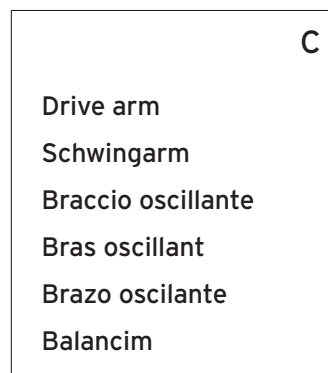 C
Drive arm
Schwingarm
Braccio oscillante
Bras oscillant
Brazo oscilante
Balancim